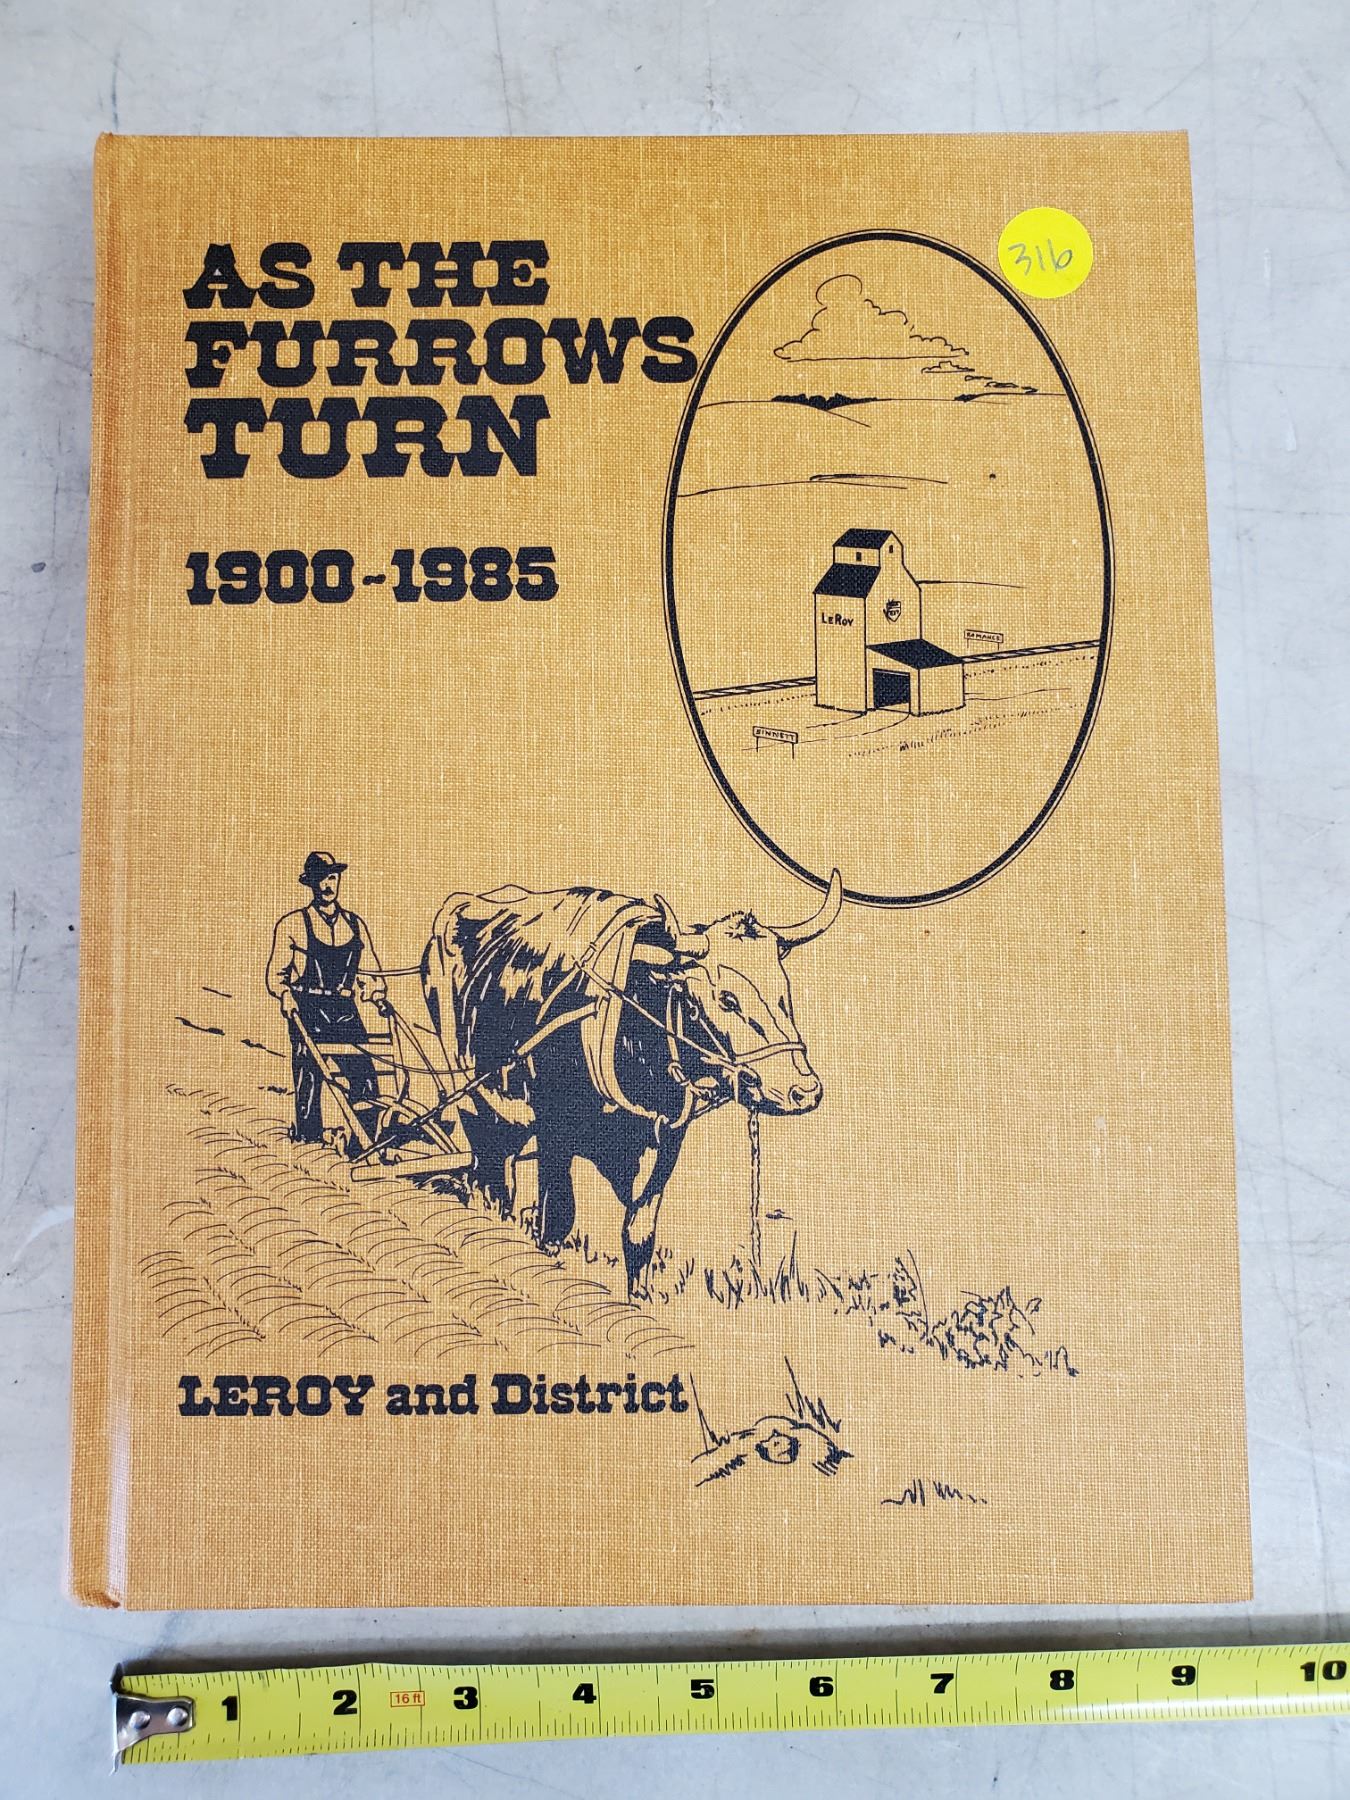 AS THE
FURROWS
TURN
1900-1985
316
LeRoy
ROMANCE
SINNETT
LEROY and District
1 2 16 ft 3 4 5 6 7 8 9 10